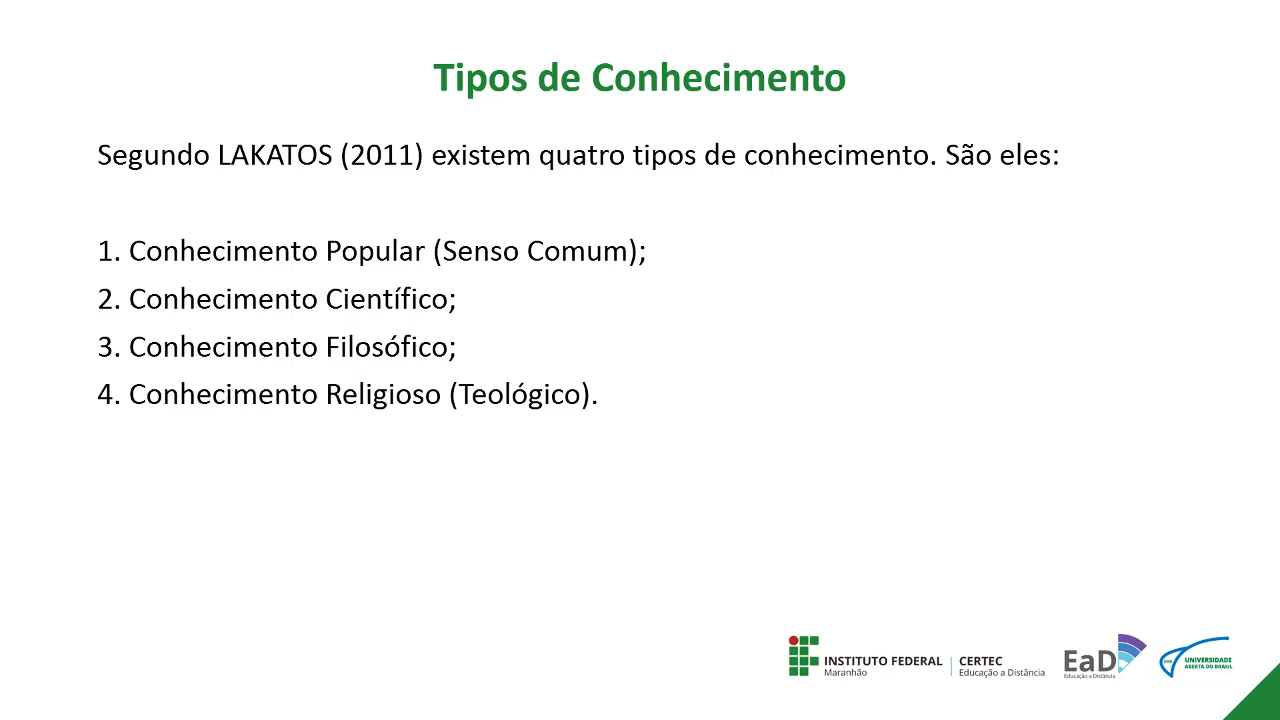 Tipos de Conhecimento
Segundo LAKATOS (2011) existem quatro tipos de conhecimento. São eles:
1. Conhecimento Popular (Senso Comum);
2. Conhecimento Científico;
3. Conhecimento Filosófico;
4. Conhecimento Religioso (Teológico).
INSTITUTO FEDERAL
Maranhão
CERTEC
Educação a Distância
EaD
Educação a Distância
UAB
UNIVERSIDADE
ABERTA DO BRASIL